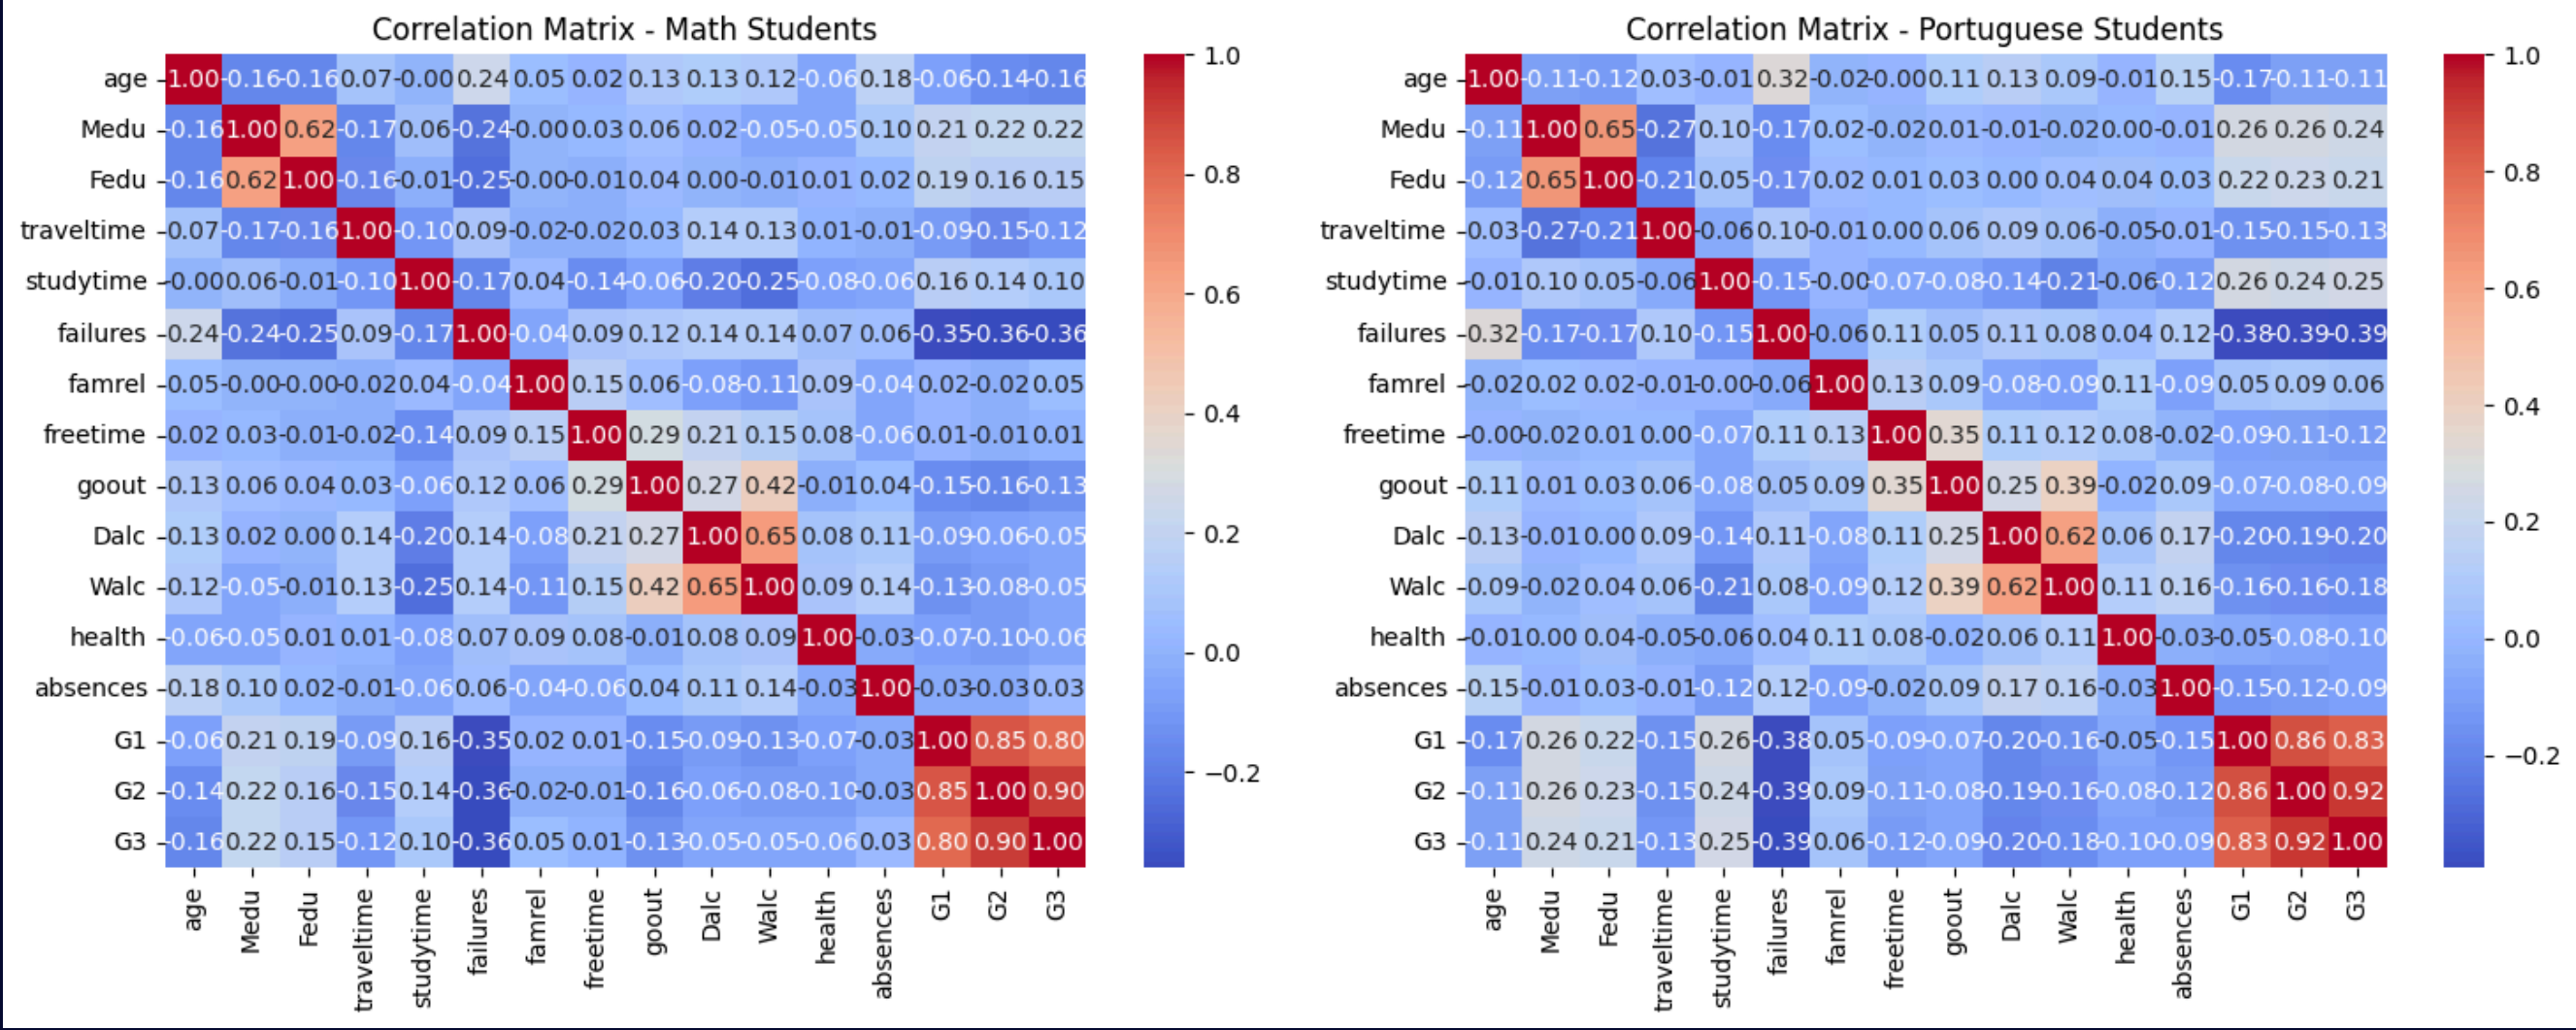 Correlation Matrix - Math Students
age 1.00 -0.16 -0.16 0.07 -0.00 0.24 0.05 0.02 0.13 0.13 0.12 -0.06 0.18 -0.06 -0.14 -0.16
Medu -0.16 1.00 0.62 -0.17 0.06 -0.24 -0.00 0.03 0.06 0.02 -0.05 -0.05 0.10 0.21 0.22 0.22
Fedu -0.16 0.62 1.00 -0.16 -0.01 -0.25 -0.00 -0.01 0.04 0.00 -0.01 0.01 0.02 0.19 0.16 0.15
traveltime 0.07 -0.17 -0.16 1.00 -0.10 0.09 -0.02 -0.02 0.03 0.14 0.13 0.01 -0.01 -0.09 -0.15 -0.12
studytime -0.00 0.06 -0.01 -0.10 1.00 -0.17 0.04 -0.14 -0.06 -0.20 -0.25 -0.08 -0.06 0.16 0.14 0.10
failures 0.24 -0.24 -0.25 0.09 -0.17 1.00 -0.04 0.09 0.12 0.14 0.14 0.07 0.06 -0.35 -0.36 -0.36
famrel 0.05 -0.00 -0.00 -0.02 0.04 -0.04 1.00 0.15 0.06 -0.08 -0.11 0.09 -0.04 0.02 -0.02 0.05
freetime 0.02 0.03 -0.01 -0.02 -0.14 0.09 0.15 1.00 0.29 0.21 0.15 0.08 -0.06 0.01 -0.01 0.01
goout 0.13 0.06 0.04 0.03 -0.06 0.12 0.06 0.29 1.00 0.27 0.42 -0.01 0.04 -0.15 -0.16 -0.13
Dalc 0.13 0.02 0.00 0.14 -0.20 0.14 -0.08 0.21 0.27 1.00 0.65 0.08 0.11 -0.09 -0.06 -0.05
Walc 0.12 -0.05 -0.01 0.13 -0.25 0.14 -0.11 0.15 0.42 0.65 1.00 0.09 0.14 -0.13 -0.08 -0.05
health -0.06 -0.05 0.01 0.01 -0.08 0.07 0.09 0.08 -0.01 0.08 0.09 1.00 -0.03 -0.07 -0.10 -0.06
absences 0.18 0.10 0.02 -0.01 -0.06 0.06 -0.04 -0.06 0.04 0.11 0.14 -0.03 1.00 -0.03 -0.03 0.03
G1 -0.06 0.21 0.19 -0.09 0.16 -0.35 0.02 0.01 -0.15 -0.09 -0.13 -0.07 -0.03 1.00 0.85 0.80
G2 -0.14 0.22 0.16 -0.15 0.14 -0.36 -0.02 -0.01 -0.16 -0.06 -0.08 -0.10 -0.03 0.85 1.00 0.90
G3 -0.16 0.22 0.15 -0.12 0.10 -0.36 0.05 0.01 -0.13 -0.05 -0.05 -0.06 0.03 0.80 0.90 1.00
age Medu Fedu traveltime studytime failures famrel freetime goout Dalc Walc health absences G1 G2 G3
1.0
0.8
0.6
0.4
0.2
0.0
−0.2
Correlation Matrix - Portuguese Students
age 1.00 -0.11 -0.12 0.03 -0.01 0.32 -0.02 -0.00 0.11 0.13 0.09 -0.01 0.15 -0.17 -0.11 -0.11
Medu -0.11 1.00 0.65 -0.27 0.10 -0.17 0.02 -0.02 0.01 -0.01 -0.02 0.00 -0.01 0.26 0.26 0.24
Fedu -0.12 0.65 1.00 -0.21 0.05 -0.17 0.02 0.01 0.03 0.00 0.04 0.04 0.03 0.22 0.23 0.21
traveltime 0.03 -0.27 -0.21 1.00 -0.06 0.10 -0.01 0.00 0.06 0.09 0.06 -0.05 -0.01 -0.15 -0.15 -0.13
studytime -0.01 0.10 0.05 -0.06 1.00 -0.15 -0.00 -0.07 -0.08 -0.14 -0.21 -0.06 -0.12 0.26 0.24 0.25
failures 0.32 -0.17 -0.17 0.10 -0.15 1.00 -0.06 0.11 0.05 0.11 0.08 0.04 0.12 -0.38 -0.39 -0.39
famrel -0.02 0.02 0.02 -0.01 -0.00 -0.06 1.00 0.13 0.09 -0.08 -0.09 0.11 -0.09 0.05 0.09 0.06
freetime -0.00 -0.02 0.01 0.00 -0.07 0.11 0.13 1.00 0.35 0.11 0.12 0.08 -0.02 -0.09 -0.11 -0.12
goout 0.11 0.01 0.03 0.06 -0.08 0.05 0.09 0.35 1.00 0.25 0.39 -0.02 0.09 -0.07 -0.08 -0.09
Dalc 0.13 -0.01 0.00 0.09 -0.14 0.11 -0.08 0.11 0.25 1.00 0.62 0.06 0.17 -0.20 -0.19 -0.20
Walc 0.09 -0.02 0.04 0.06 -0.21 0.08 -0.09 0.12 0.39 0.62 1.00 0.11 0.16 -0.16 -0.16 -0.18
health -0.01 0.00 0.04 -0.05 -0.06 0.04 0.11 0.08 -0.02 0.06 0.11 1.00 -0.03 -0.05 -0.08 -0.10
absences 0.15 -0.01 0.03 -0.01 -0.12 0.12 -0.09 -0.02 0.09 0.17 0.16 -0.03 1.00 -0.15 -0.12 -0.09
G1 -0.17 0.26 0.22 -0.15 0.26 -0.38 0.05 -0.09 -0.07 -0.20 -0.16 -0.05 -0.15 1.00 0.86 0.83
G2 -0.11 0.26 0.23 -0.15 0.24 -0.39 0.09 -0.11 -0.08 -0.19 -0.16 -0.08 -0.12 0.86 1.00 0.92
G3 -0.11 0.24 0.21 -0.13 0.25 -0.39 0.06 -0.12 -0.09 -0.20 -0.18 -0.10 -0.09 0.83 0.92 1.00
age Medu Fedu traveltime studytime failures famrel freetime goout Dalc Walc health absences G1 G2 G3
1.0
0.8
0.6
0.4
0.2
0.0
−0.2